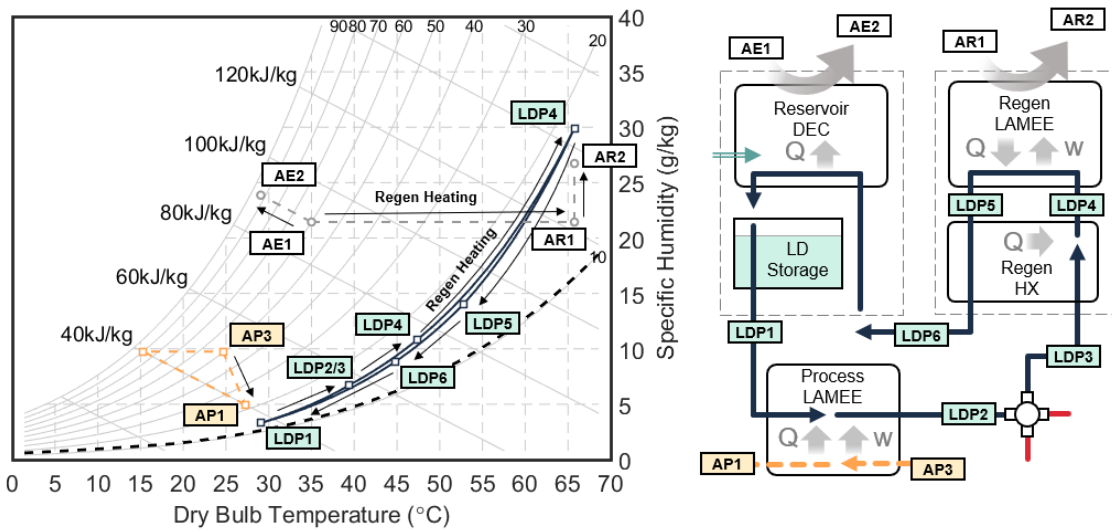 90 80 70 60 50 40 30 20
40
35
30
25
20
15
10
5
0
120kJ/kg
100kJ/kg
80kJ/kg
60kJ/kg
40kJ/kg
10
LDP4
AR2
AR1
AE2
AE1
Regen Heating
Regen Heating
AP3
AP1
LDP4
LDP5
LDP2/3
LDP6
LDP1
0 5 10 15 20 25 30 35 40 45 50 55 60 65 70
Dry Bulb Temperature (°C)
Specific Humidity (g/kg)
AE1
AE2
AR1
AR2
Reservoir
DEC
Q
Regen
LAMEE
Q
w
LDP5
LDP4
LD
Storage
Q
Regen
HX
LDP1
LDP6
LDP3
Process
LAMEE
Q
w
LDP2
AP1
AP3